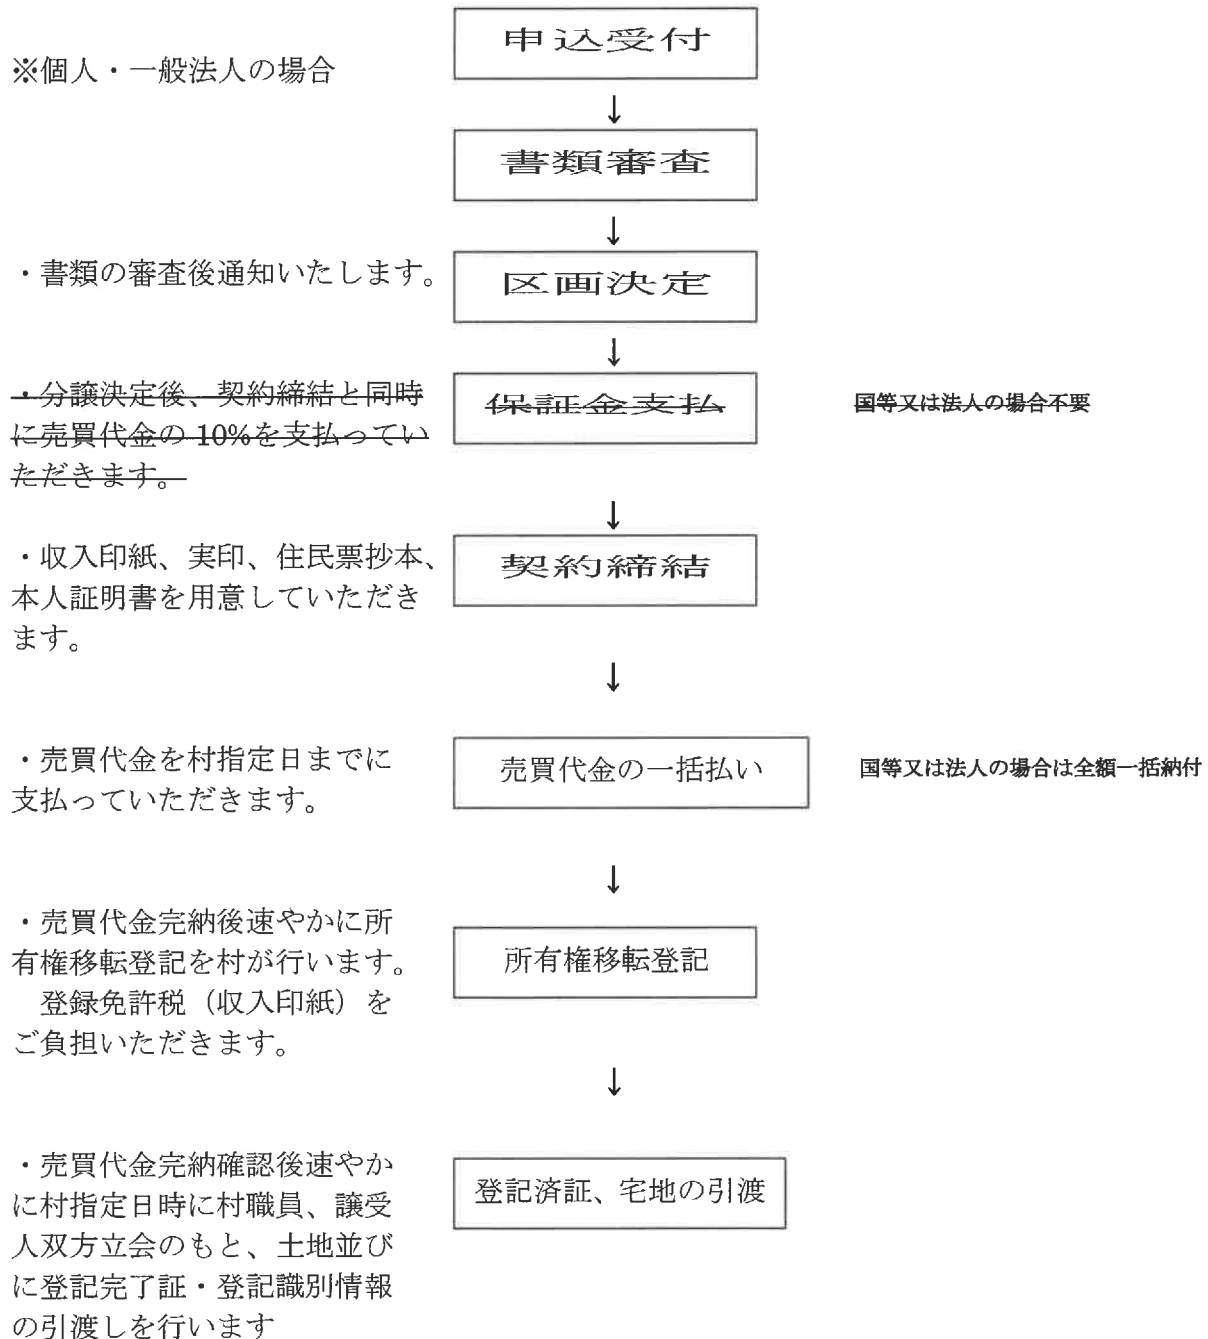 申込受付
※個人・一般法人の場合
↓
書類審査
↓
・書類の審査後通知いたします。
区画決定
↓
・分譲決定後、契約締結と同時
に売買代金の 10%を支払ってい
ただきます。
保証金支払
国等又は法人の場合不要
↓
・収入印紙、実印、住民票抄本、
本人証明書を用意していただき
ます。
契約締結
↓
・売買代金を村指定日までに
支払っていただきます。
売買代金の一括払い
国等又は法人の場合は全額一括納付
↓
・売買代金完納後速やかに所
有権移転登記を村が行います。
登録免許税（収入印紙）を
ご負担いただきます。
所有権移転登記
↓
・売買代金完納確認後速やか
に村指定日時に村職員、譲受
人双方立会のもと、土地並び
に登記完了証・登記識別情報
の引渡しを行います
登記済証、宅地の引渡